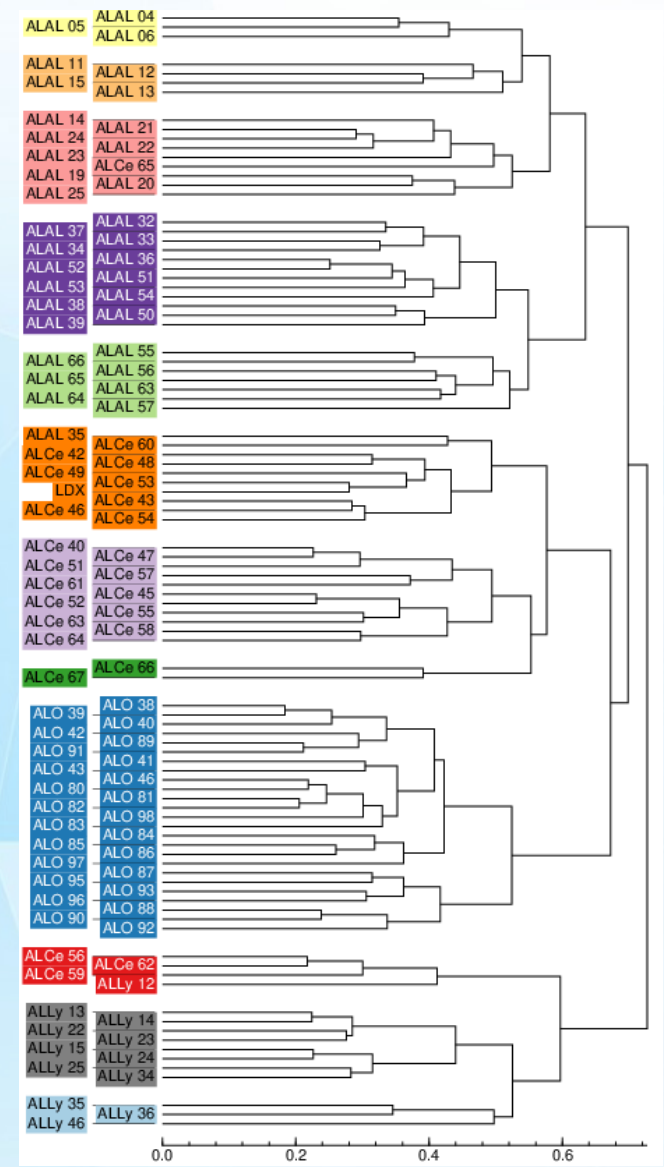 ALAL 04
ALAL 05
ALAL 06
ALAL 11
ALAL 12
ALAL 15
ALAL 13
ALAL 14
ALAL 21
ALAL 24
ALAL 22
ALAL 23
ALCe 65
ALAL 19
ALAL 20
ALAL 25
ALAL 32
ALAL 37
ALAL 33
ALAL 34
ALAL 36
ALAL 52
ALAL 51
ALAL 53
ALAL 54
ALAL 38
ALAL 50
ALAL 39
ALAL 55
ALAL 66
ALAL 56
ALAL 65
ALAL 63
ALAL 64
ALAL 57
ALAL 35
ALCe 60
ALCe 42
ALCe 48
ALCe 49
ALCe 53
LDX
ALCe 43
ALCe 46
ALCe 54
ALCe 40
ALCe 47
ALCe 51
ALCe 57
ALCe 61
ALCe 45
ALCe 52
ALCe 55
ALCe 63
ALCe 58
ALCe 64
ALCe 66
ALCe 67
ALO 38
ALO 39
ALO 40
ALO 42
ALO 89
ALO 91
ALO 41
ALO 43
ALO 46
ALO 80
ALO 81
ALO 82
ALO 98
ALO 83
ALO 84
ALO 85
ALO 86
ALO 97
ALO 87
ALO 95
ALO 93
ALO 96
ALO 88
ALO 90
ALO 92
ALCe 56
ALCe 62
ALCe 59
ALLy 12
ALLy 13
ALLy 14
ALLy 22
ALLy 23
ALLy 15
ALLy 24
ALLy 25
ALLy 34
ALLy 35
ALLy 36
ALLy 46
0.0 0.2 0.4 0.6